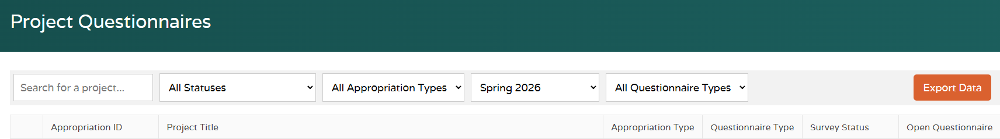 Project Questionnaires
Search for a project... All Statuses All Appropriation Types Spring 2026 All Questionnaire Types Export Data
Appropriation ID Project Title Appropriation Type Questionnaire Type Survey Status Open Questionnaire